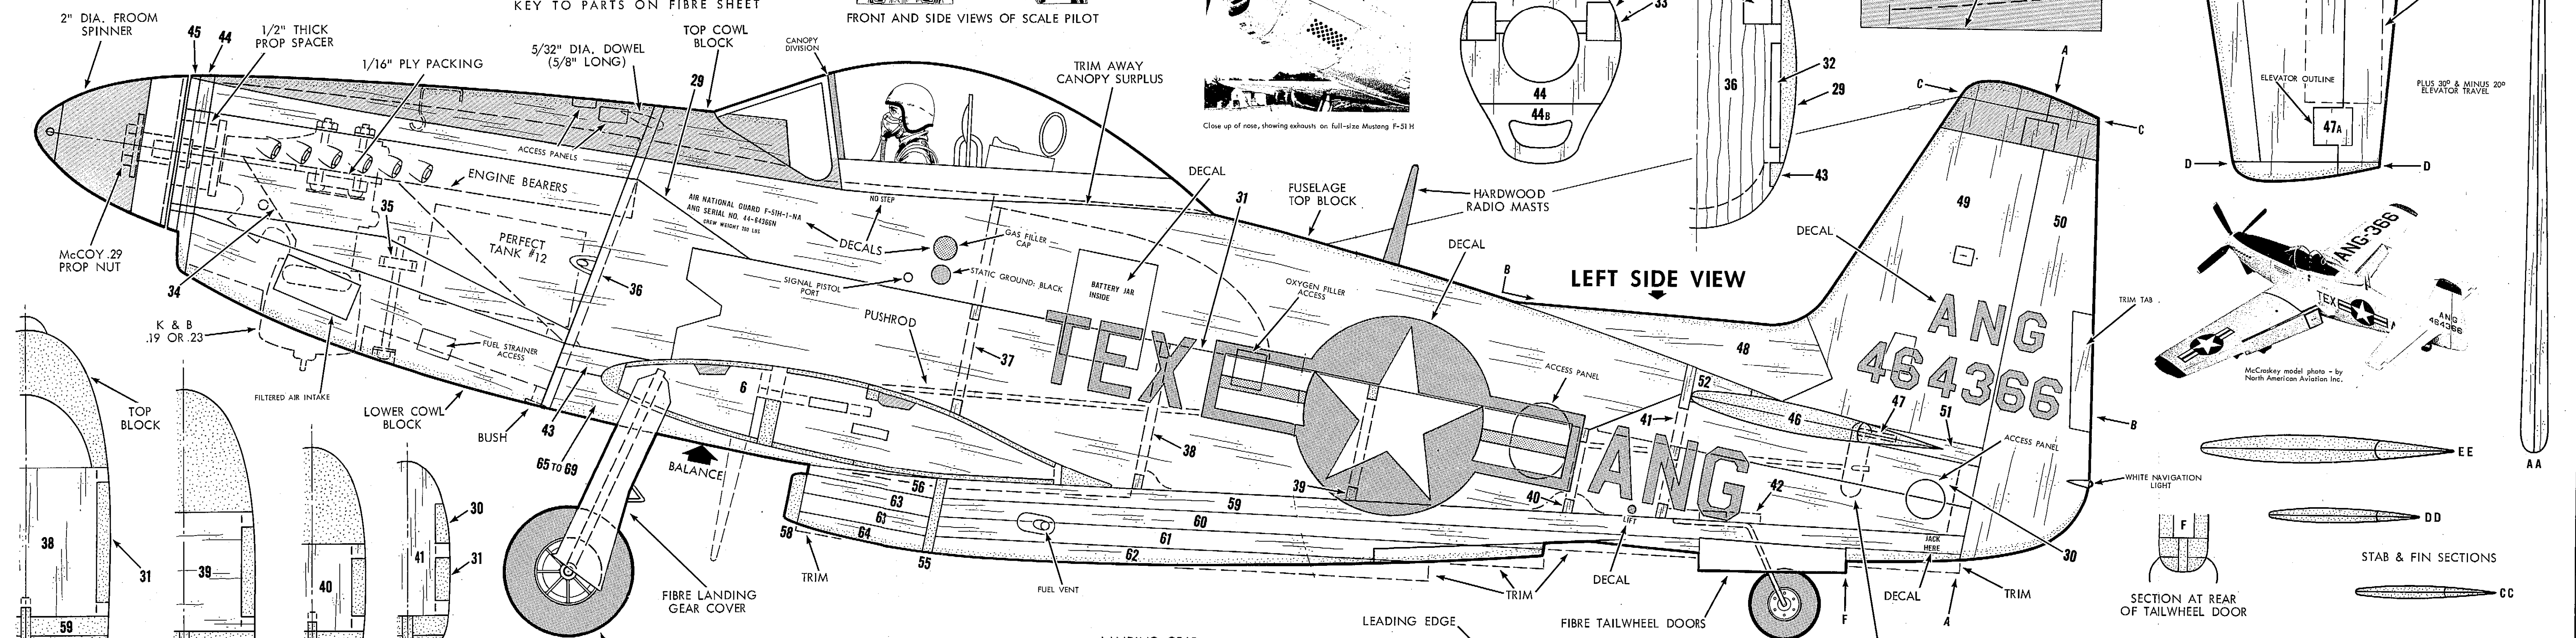 KEY TO PARTS ON FIBRE SHEET
FRONT AND SIDE VIEWS OF SCALE PILOT
2" DIA. FROOM
SPINNER
45
44
1/2" THICK
PROP SPACER
1/16" PLY PACKING
5/32" DIA. DOWEL
(5/8" LONG)
TOP COWL
BLOCK
29
CANOPY
DIVISION
TRIM AWAY
CANOPY SURPLUS
Close up of nose, showing exhausts on full-size Mustang F-51H
33
44
44B
36
32
29
43
C
A
C
ELEVATOR OUTLINE
47A
PLUS 30° & MINUS 20°
ELEVATOR TRAVEL
D
D
ACCESS PANELS
ENGINE BEARERS
35
PERFECT
TANK #12
McCOY .29
PROP NUT
34
K & B
.19 OR .23
FILTERED AIR INTAKE
FUEL STRAINER
ACCESS
LOWER COWL
BLOCK
BUSH
43
36
AIR NATIONAL GUARD F-51H-1-NA
ANG SERIAL NO. 44-64366N
CREW WEIGHT 200 LBS
NO STEP
DECALS
GAS FILLER
CAP
STATIC GROUND; BLACK
SIGNAL PISTOL
PORT
BATTERY JAR
INSIDE
DECAL
31
FUSELAGE
TOP BLOCK
HARDWOOD
RADIO MASTS
DECAL
B
LEFT SIDE VIEW
49
50
DECAL
ANG
464366
TRIM TAB
ANG-366
TEX
ANG
464366
McCroskey model photo - by
North American Aviation Inc.
PUSHROD
37
TEX
OXYGEN FILLER
ACCESS
ACCESS PANEL
48
52
46
47
51
41
ACCESS PANEL
B
6
65 TO 69
BALANCE
38
39
40
ANG
42
LIFT
WHITE NAVIGATION
LIGHT
30
JACK
HERE
56
63
63
64
58
55
59
60
61
62
TRIM
FUEL VENT
FIBRE LANDING
GEAR COVER
TRIM
DECAL
FIBRE TAILWHEEL DOORS
F
DECAL
A
TRIM
LEADING EDGE
TOP
BLOCK
38
31
59
39
40
41
30
31
EE
DD
AA
F
STAB & FIN SECTIONS
CC
SECTION AT REAR
OF TAILWHEEL DOOR